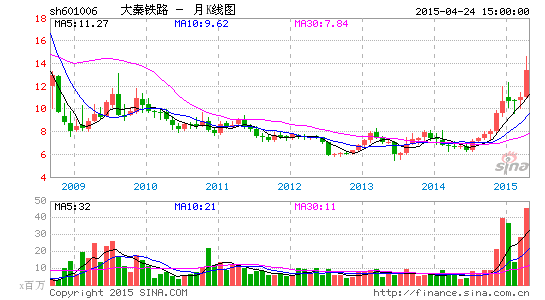 sh601006 大秦铁路 － 月K线图 2015-04-24 15:00:00
MA5:11.27 MA10:9.62 MA30:7.84
18
16
14
12
10
8
6
4
sina
2009 2010 2011 2012 2013 2014 2015
MA5:32 MA10:21 MA30:11
50
40
30
20
10
0
x百万
Copyright 2015 SINA.COM http://finance.sina.com.cn